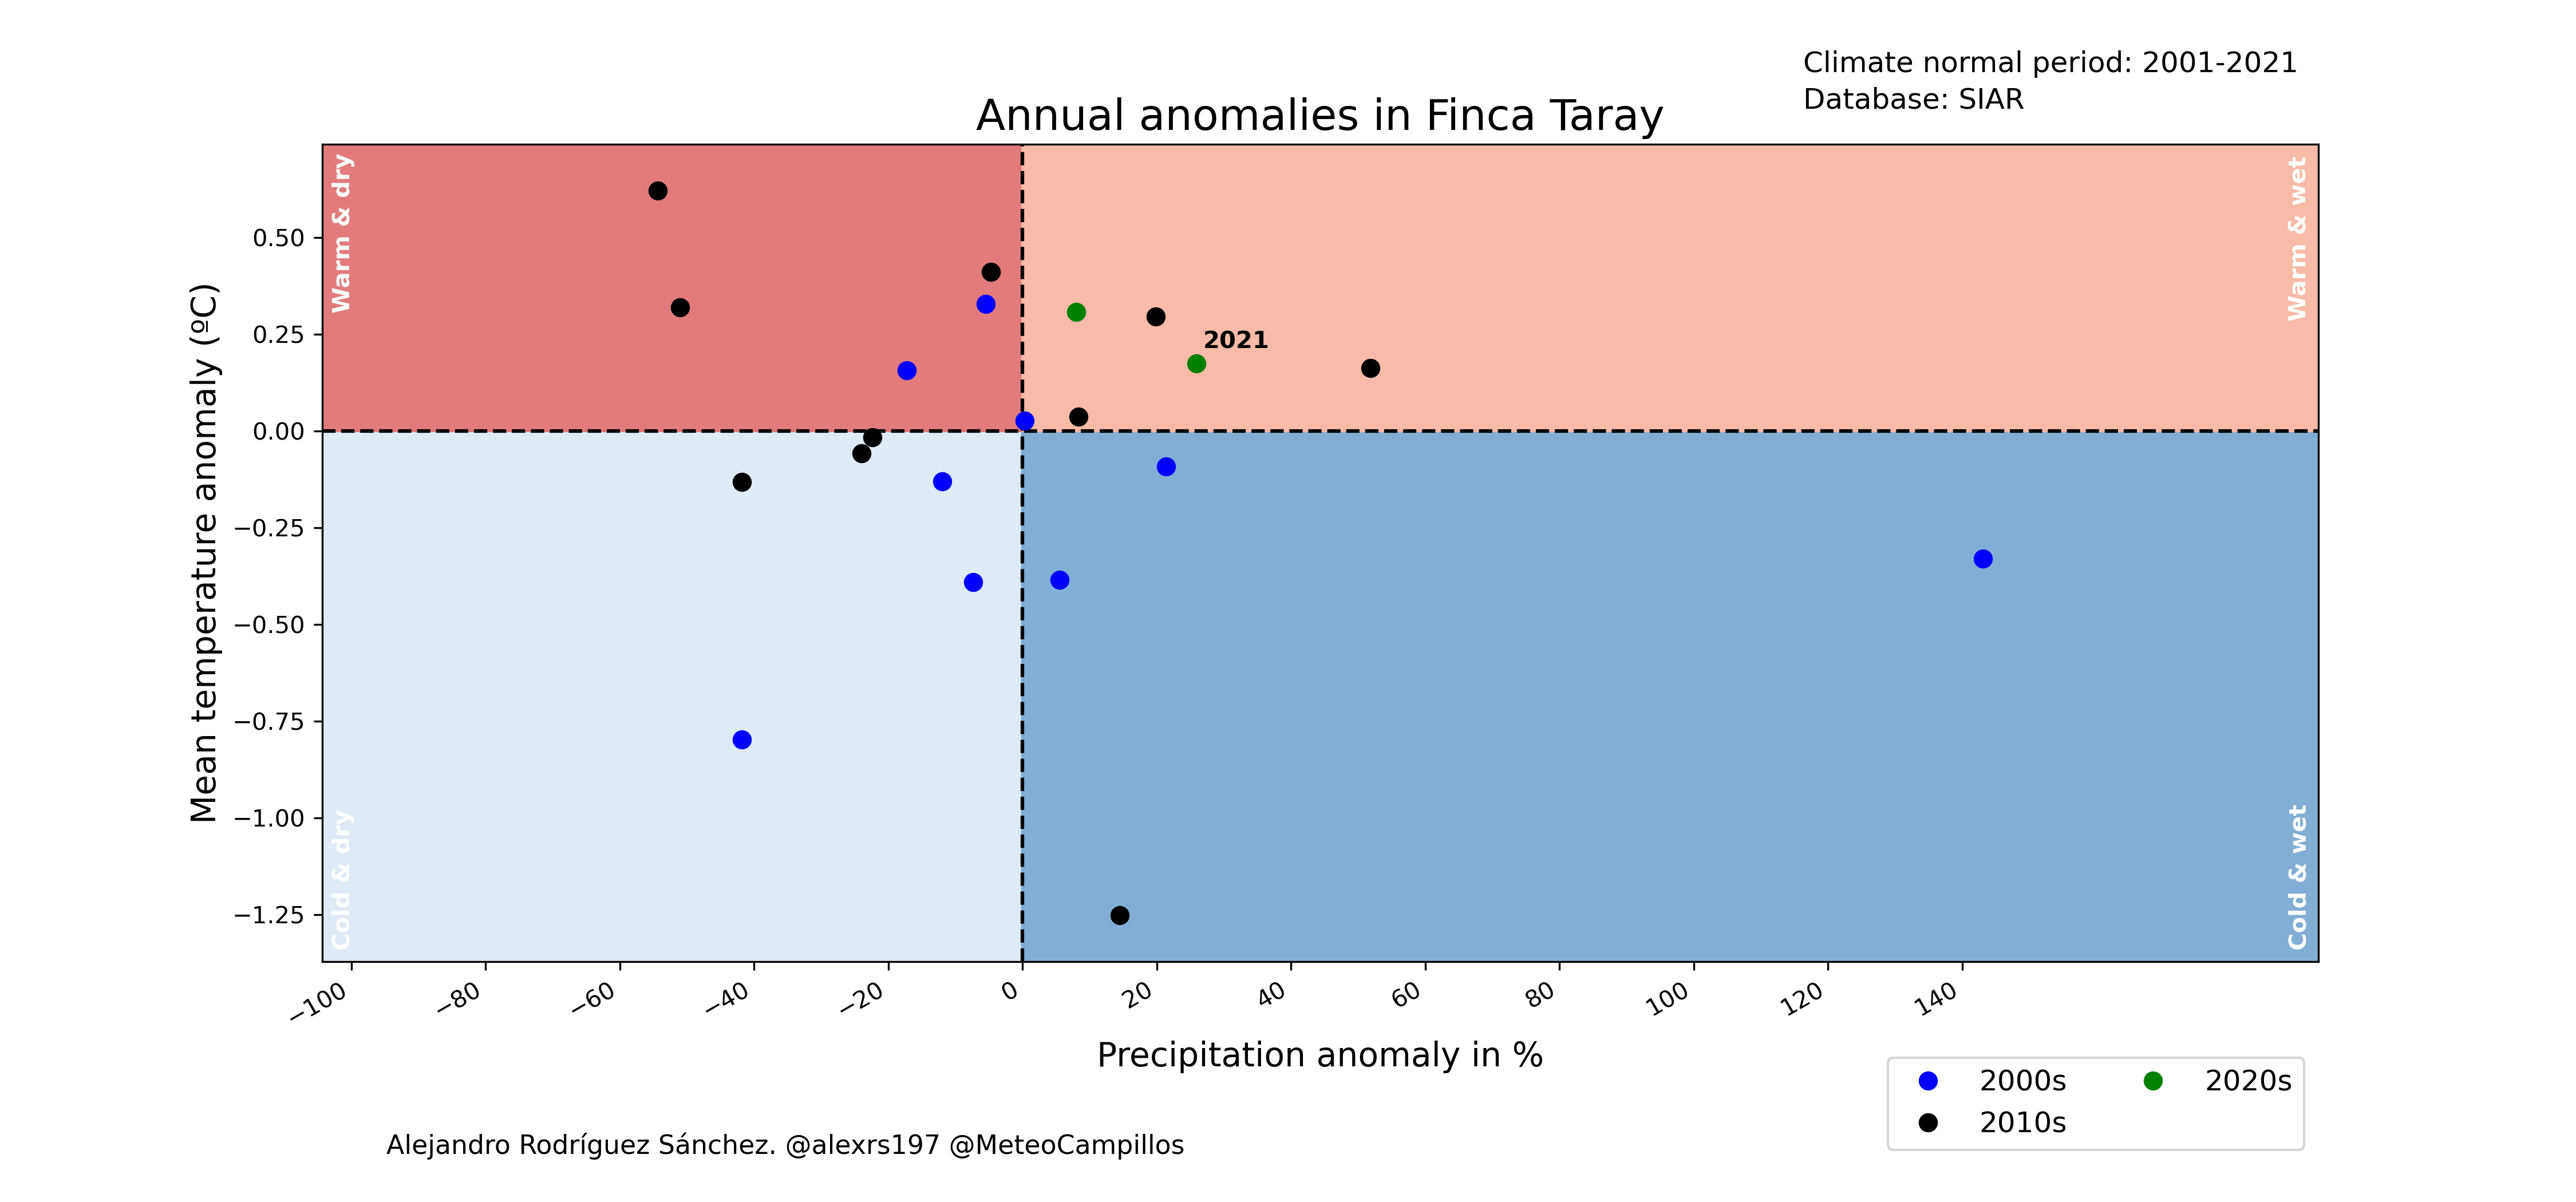 Climate normal period: 2001-2021
Database: SIAR
Annual anomalies in Finca Taray
Warm & dry
Warm & wet
Cold & dry
Cold & wet
2021
Mean temperature anomaly (ºC)
0.50
0.25
0.00
−0.25
−0.50
−0.75
−1.00
−1.25
−100
−80
−60
−40
−20
0
20
40
60
80
100
120
140
Precipitation anomaly in %
2000s
2010s
2020s
Alejandro Rodríguez Sánchez. @alexrs197 @MeteoCampillos